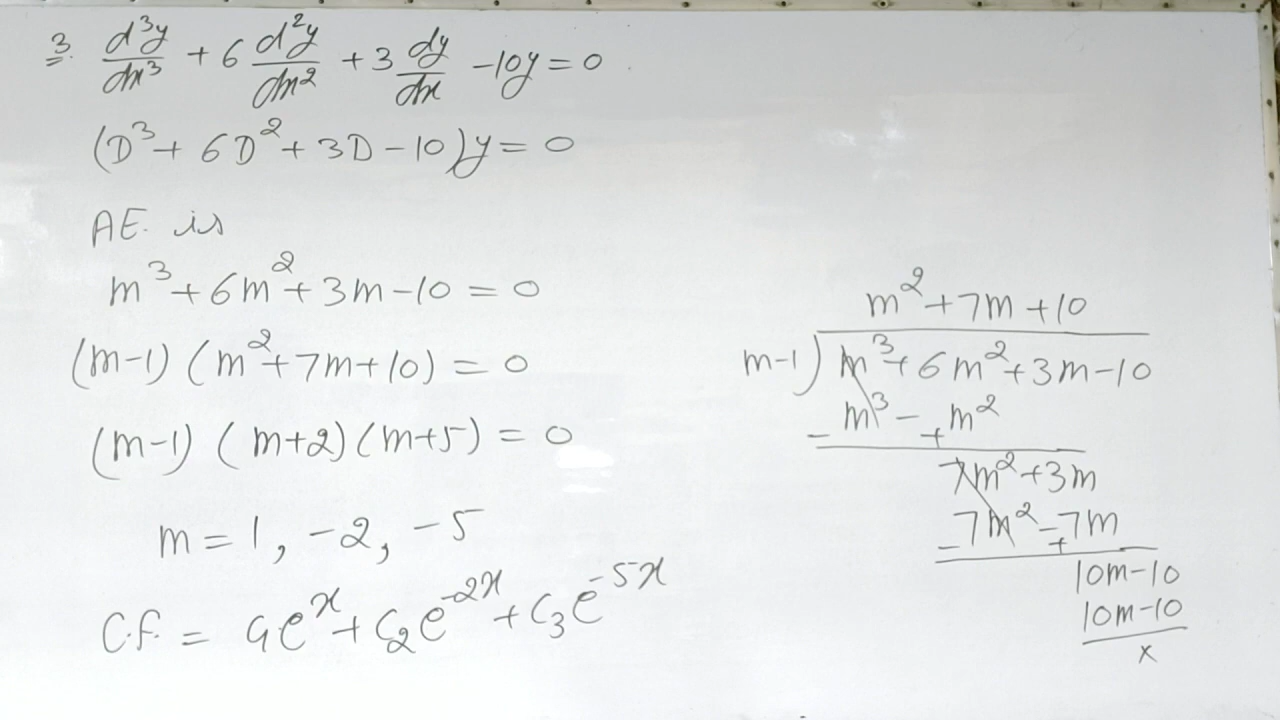 3. d³y/dx³ + 6 d²y/dx² + 3 dy/dx - 10y = 0
(D³ + 6D² + 3D - 10)y = 0
AE. is
m³ + 6m² + 3m - 10 = 0
(m-1) (m² + 7m + 10) = 0
(m-1) (m+2) (m+5) = 0
m = 1, -2, -5
C.F. = C₁eˣ + C₂e⁻²ˣ + C₃e⁻⁵ˣ
m² + 7m + 10
m-1 ) m³ + 6m² + 3m - 10
m³ - m²
- +
7m² + 3m
7m² - 7m
- +
10m - 10
10m - 10
x